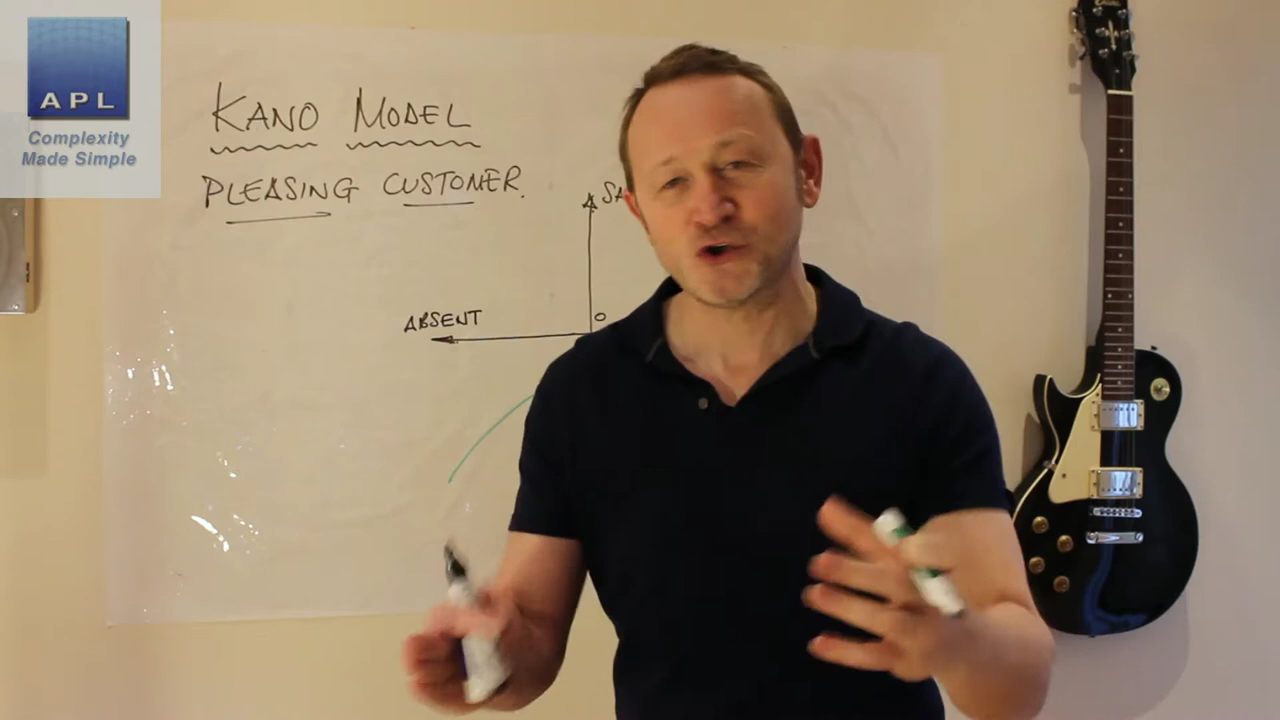 APL
Complexity
Made Simple
KANO MODEL
PLEASING CUSTOMER.
ABSENT
0